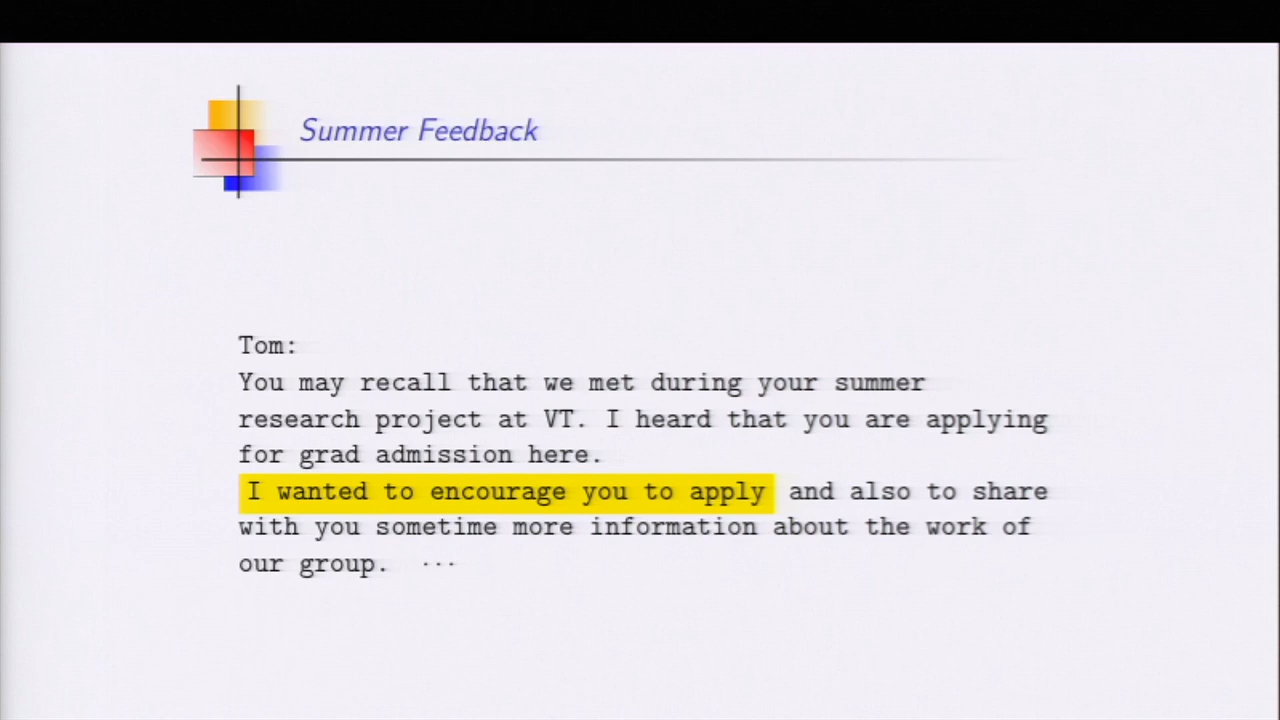 Summer Feedback
Tom:
You may recall that we met during your summer
research project at VT. I heard that you are applying
for grad admission here.
I wanted to encourage you to apply and also to share
with you sometime more information about the work of
our group. ···